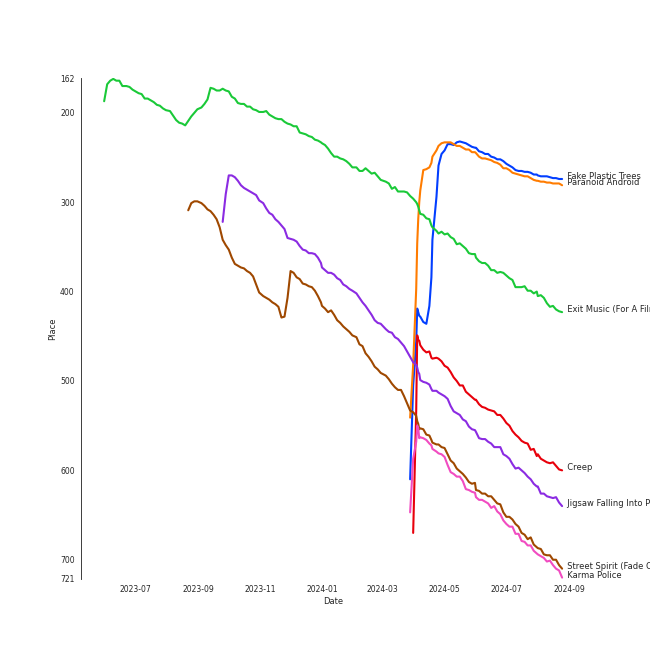 162
200
300
400
500
600
700
721
Place
2023-07
2023-09
2023-11
2024-01
2024-03
2024-05
2024-07
2024-09
Date
Fake Plastic Trees
Paranoid Android
Exit Music (For A Fil
Creep
Jigsaw Falling Into P
Street Spirit (Fade O
Karma Police